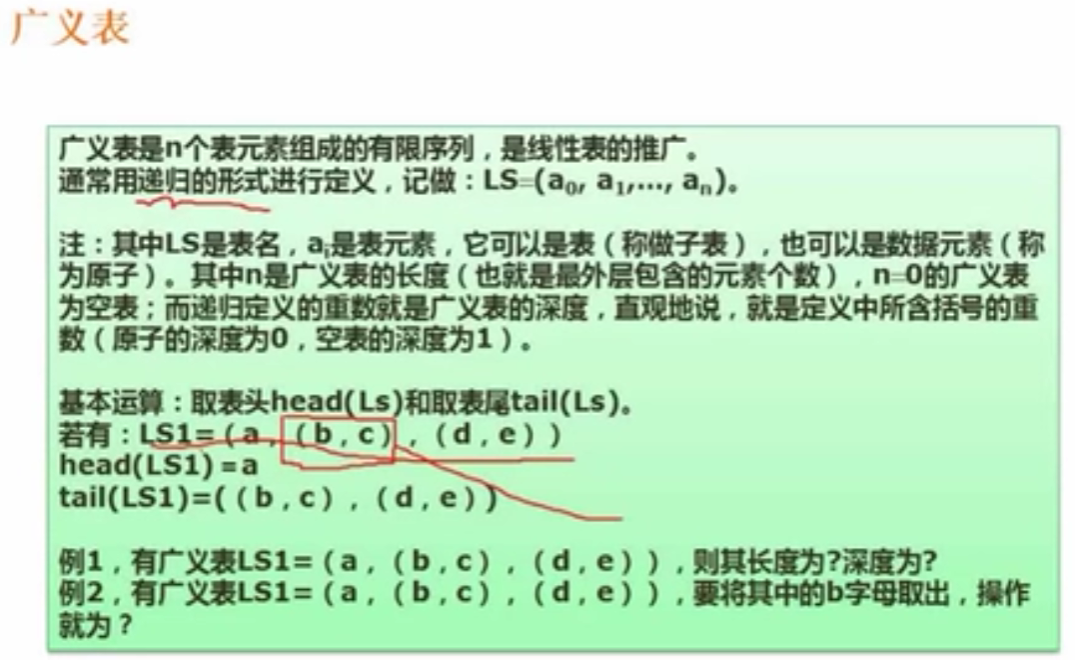 广义表
广义表是n个表元素组成的有限序列，是线性表的推广。
通常用递归的形式进行定义，记做：LS=(a₀, a₁,..., aₙ)。
注：其中LS是表名，aᵢ是表元素，它可以是表（称做子表），也可以是数据元素（称
为原子）。其中n是广义表的长度（也就是最外层包含的元素个数），n=0的广义表
为空表；而递归定义的重数就是广义表的深度，直观地说，就是定义中所含括号的重
数（原子的深度为0，空表的深度为1）。
基本运算：取表头head(Ls)和取表尾tail(Ls)。
若有：LS1=（a，（b，c），（d，e））
head(LS1)=a
tail(LS1)=(（b，c），（d，e）)
例1，有广义表LS1=（a，（b，c），（d，e）），则其长度为?深度为?
例2，有广义表LS1=（a，（b，c），（d，e）），要将其中的b字母取出，操作
就为？